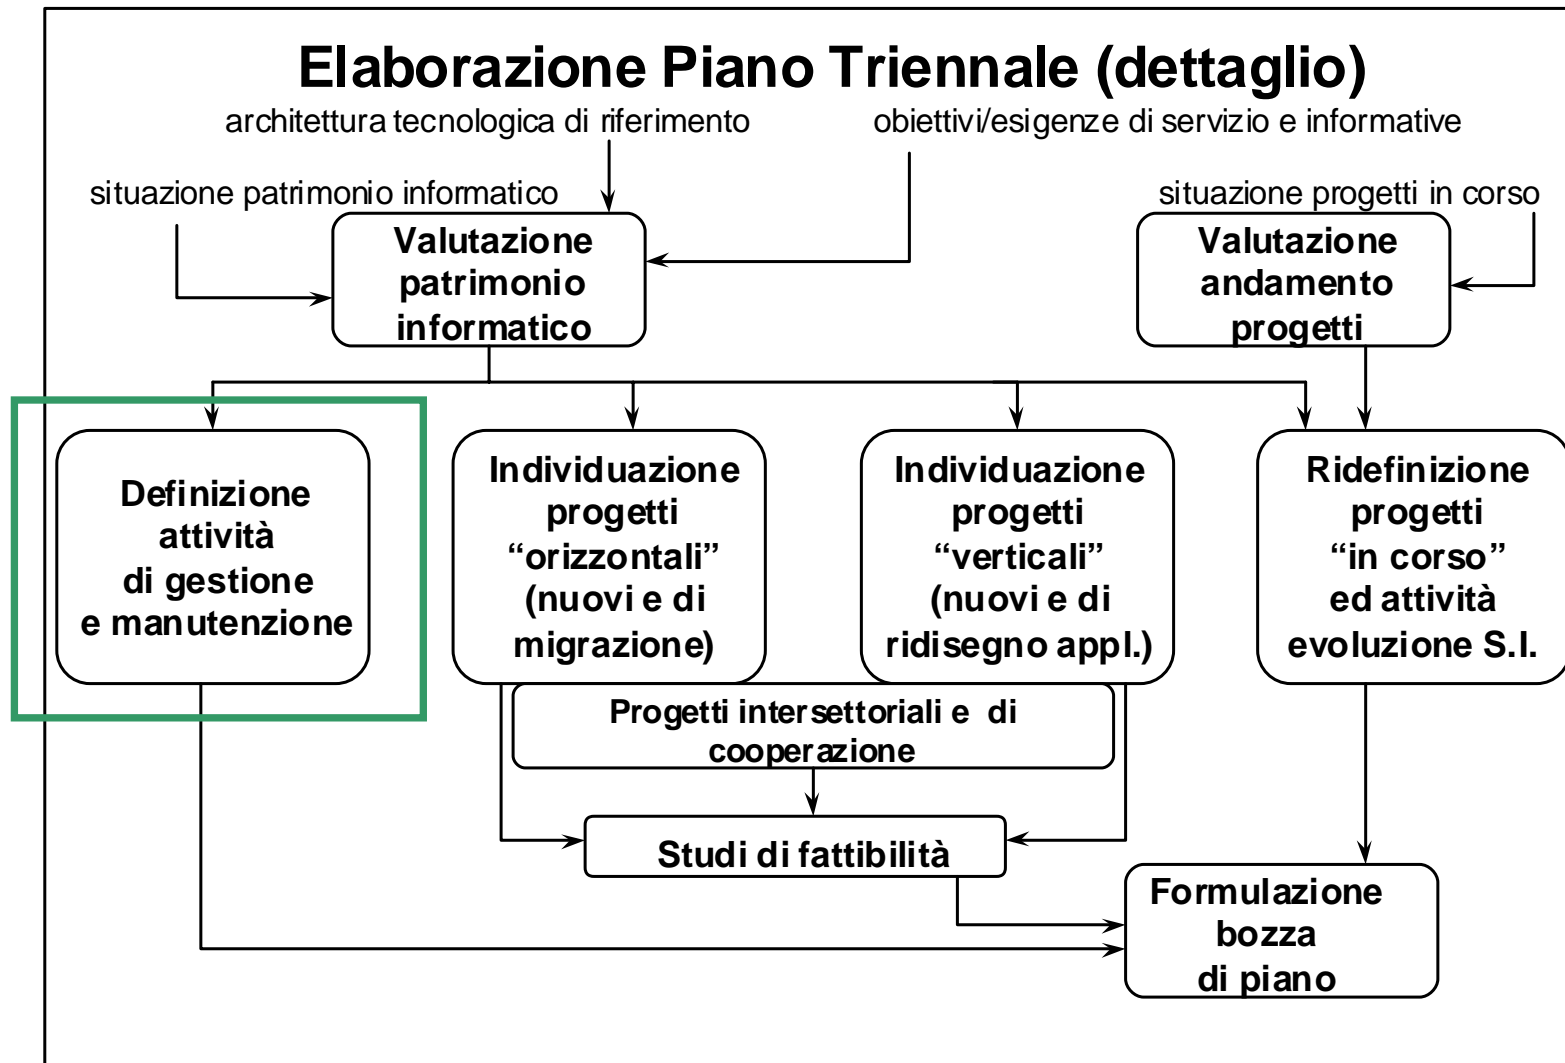 Elaborazione Piano Triennale (dettaglio)
architettura tecnologica di riferimento
obiettivi/esigenze di servizio e informative
situazione patrimonio informatico
situazione progetti in corso
Valutazione
patrimonio
informatico
Valutazione
andamento
progetti
Definizione
attività
di gestione
e manutenzione
Individuazione
progetti
“orizzontali”
(nuovi e di
migrazione)
Individuazione
progetti
“verticali”
(nuovi e di
ridisegno appl.)
Ridefinizione
progetti
“in corso”
ed attività
evoluzione S.I.
Progetti intersettoriali e di
cooperazione
Studi di fattibilità
Formulazione
bozza
di piano